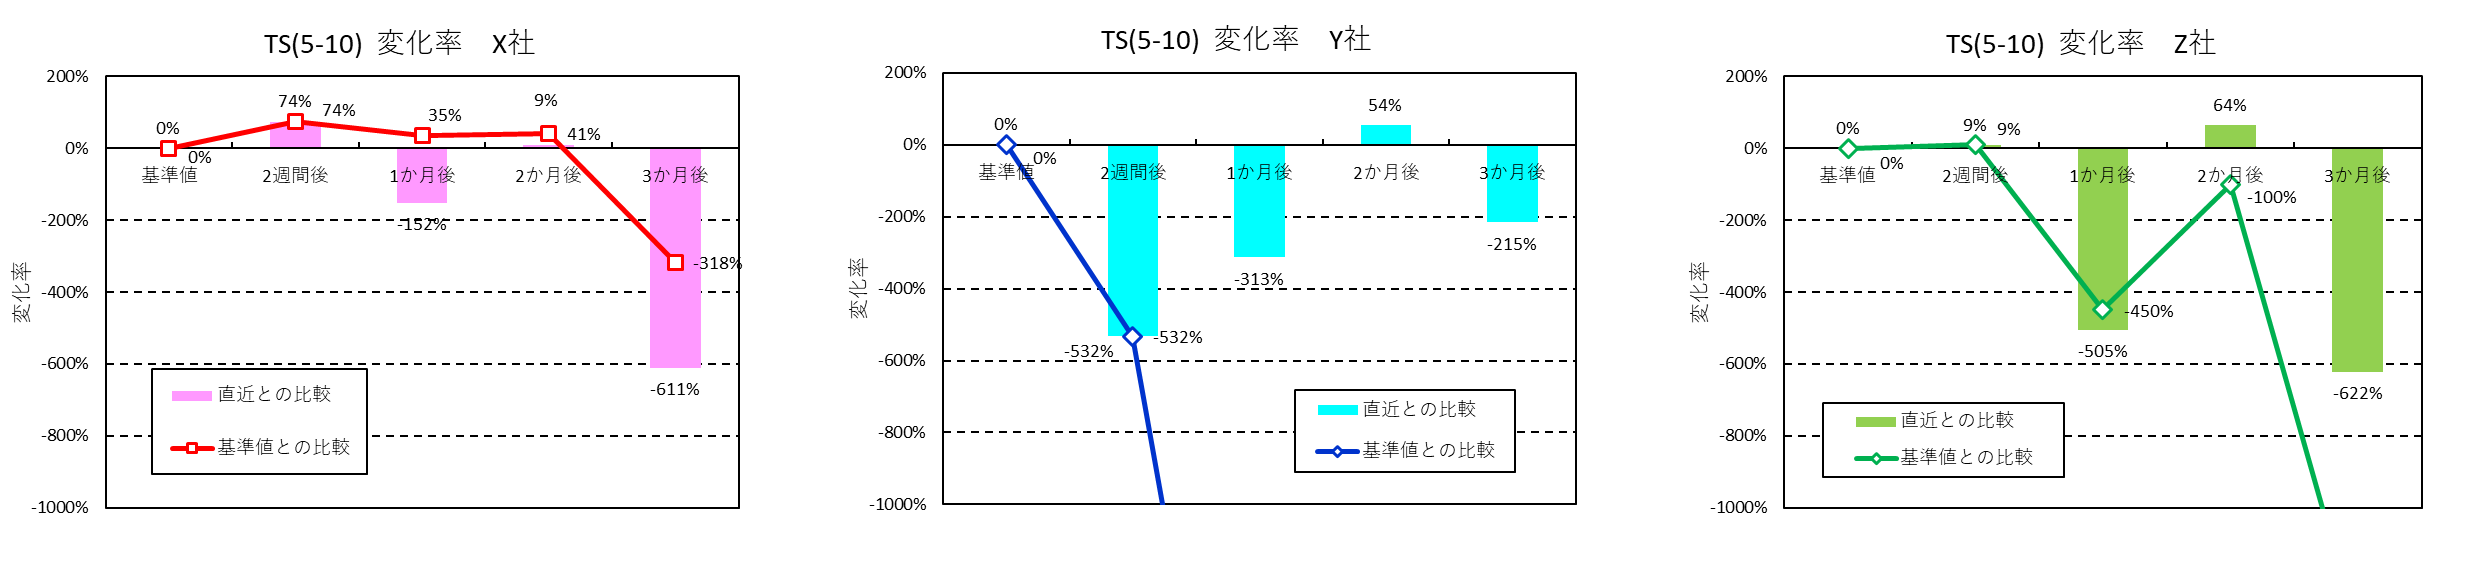 TS(5-10) 変化率　X社
200%
0%
-200%
-400%
-600%
-800%
-1000%
変化率
0%
0%
74%
74%
-152%
35%
9%
41%
-611%
-318%
基準値
2週間後
1か月後
2か月後
3か月後
直近との比較
基準値との比較
TS(5-10) 変化率　Y社
200%
0%
-200%
-400%
-600%
-800%
-1000%
変化率
0%
0%
-532%
-532%
-313%
54%
-215%
基準値
2週間後
1か月後
2か月後
3か月後
直近との比較
基準値との比較
TS(5-10) 変化率　Z社
200%
0%
-200%
-400%
-600%
-800%
-1000%
変化率
0%
0%
9%
9%
-505%
-450%
64%
-100%
-622%
基準値
2週間後
1か月後
2か月後
3か月後
直近との比較
基準値との比較